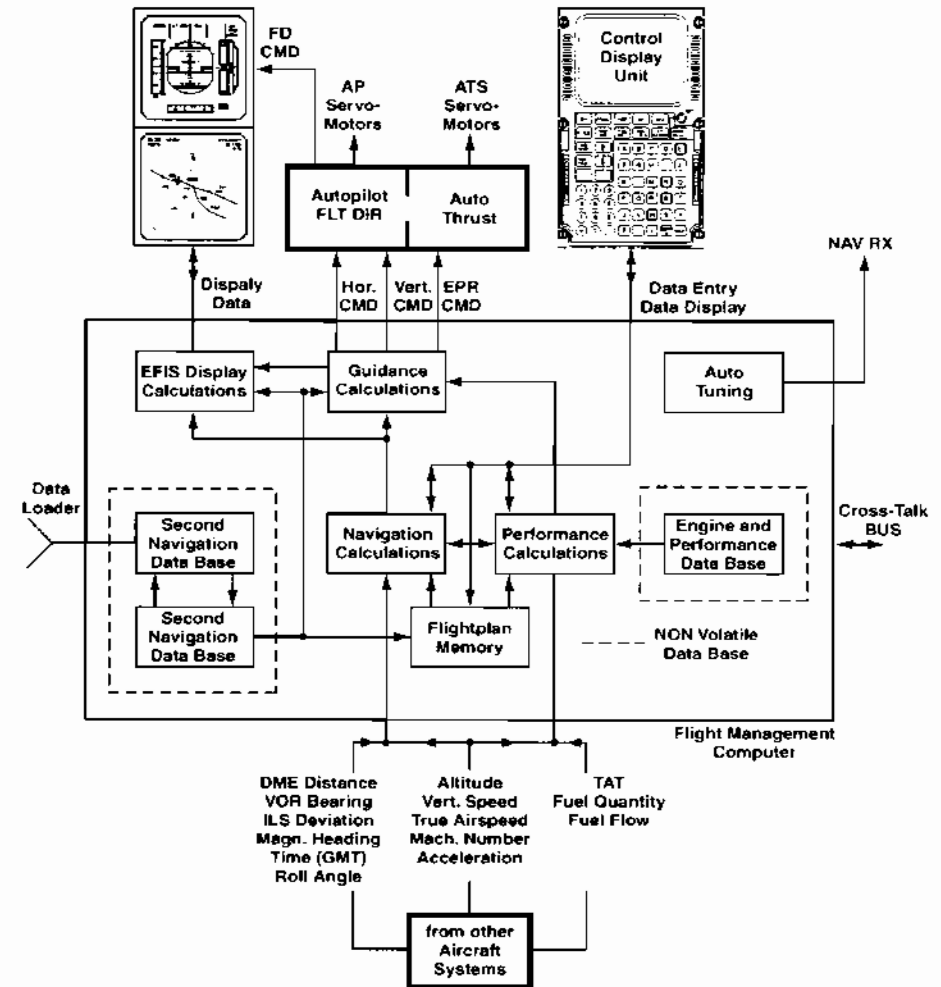 FD
CMD
AP
Servo-
Motors
ATS
Servo-
Motors
Control
Display
Unit
Autopilot
FLT DIR
Auto
Thrust
NAV RX
Dispaly
Data
Hor.
CMD
Vert.
CMD
EPR
CMD
Data Entry
Data Display
EFIS Display
Calculations
Guidance
Calculations
Auto
Tuning
Data
Loader
Second
Navigation
Data Base
Navigation
Calculations
Performance
Calculations
Engine and
Performance
Data Base
Cross-Talk
BUS
Second
Navigation
Data Base
Flightplan
Memory
NON Volatile
Data Base
Flight Management
Computer
DME Distance
VOR Bearing
ILS Deviation
Magn. Heading
Time (GMT)
Roll Angle
Altitude
Vert. Speed
True Airspeed
Mach. Number
Acceleration
TAT
Fuel Quantity
Fuel Flow
from other
Aircraft
Systems